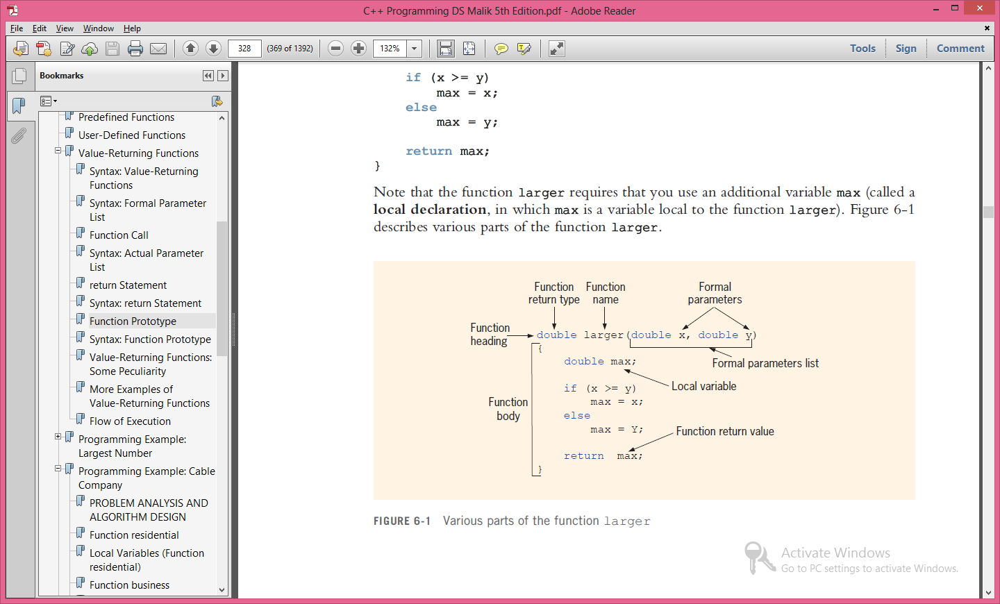 C++ Programming DS Malik 5th Edition.pdf - Adobe Reader
File Edit View Window Help
328 (369 of 1392) 132% Tools Sign Comment
Bookmarks
Predefined Functions
User-Defined Functions
Value-Returning Functions
Syntax: Value-Returning
Functions
Syntax: Formal Parameter
List
Function Call
Syntax: Actual Parameter
List
return Statement
Syntax: return Statement
Function Prototype
Syntax: Function Prototype
Value-Returning Functions:
Some Peculiarity
More Examples of
Value-Returning Functions
Flow of Execution
Programming Example:
Largest Number
Programming Example: Cable
Company
PROBLEM ANALYSIS AND
ALGORITHM DESIGN
Function residential
Local Variables (Function
residential)
Function business
if (x >= y)
max = x;
else
max = y;
return max;
}
Note that the function larger requires that you use an additional variable max (called a
local declaration, in which max is a variable local to the function larger). Figure 6-1
describes various parts of the function larger.
Function Function Formal
return type name parameters
Function
heading
double larger(double x, double y)
{
Formal parameters list
double max;
Local variable
if (x >= y)
max = x;
Function
body
else
max = Y;
Function return value
return max;
}
FIGURE 6-1 Various parts of the function larger
Activate Windows
Go to PC settings to activate Windows.